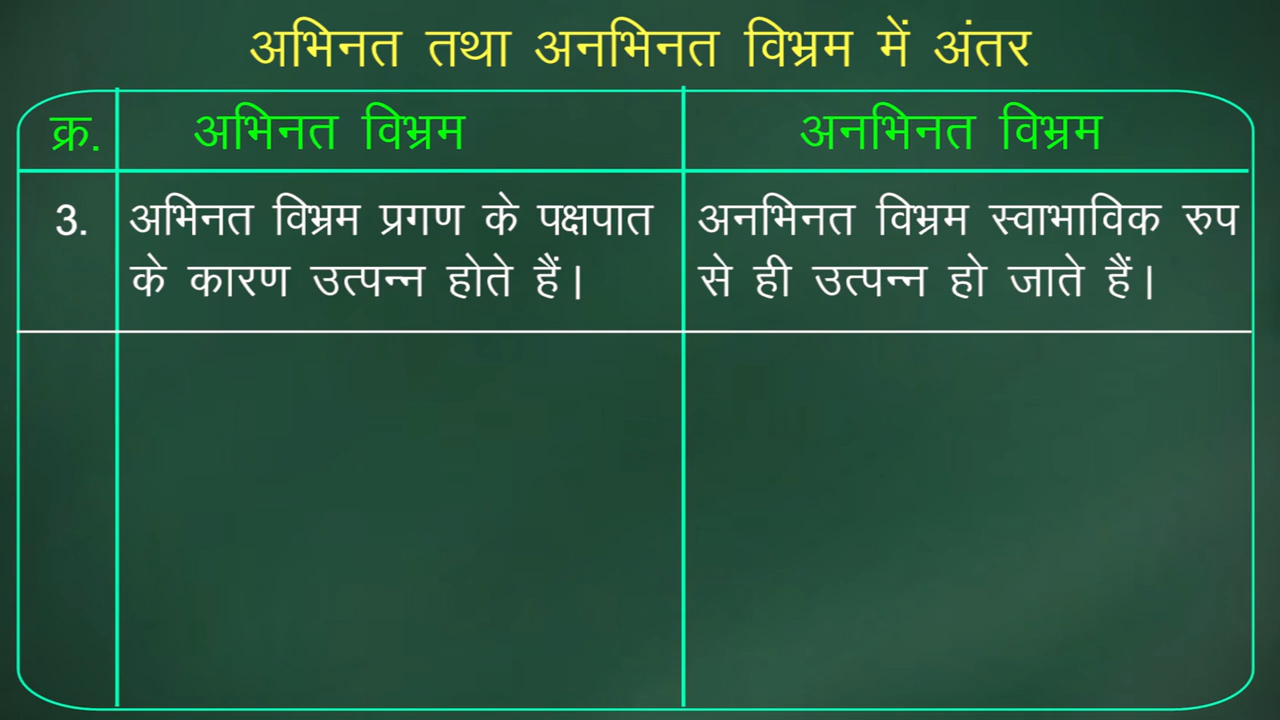 अभिनत तथा अनभिनत विभ्रम में अंतर
क्र. अभिनत विभ्रम अनभिनत विभ्रम
3. अभिनत विभ्रम प्रगण के पक्षपात अनभिनत विभ्रम स्वाभाविक रुप
के कारण उत्पन्न होते हैं। से ही उत्पन्न हो जाते हैं।